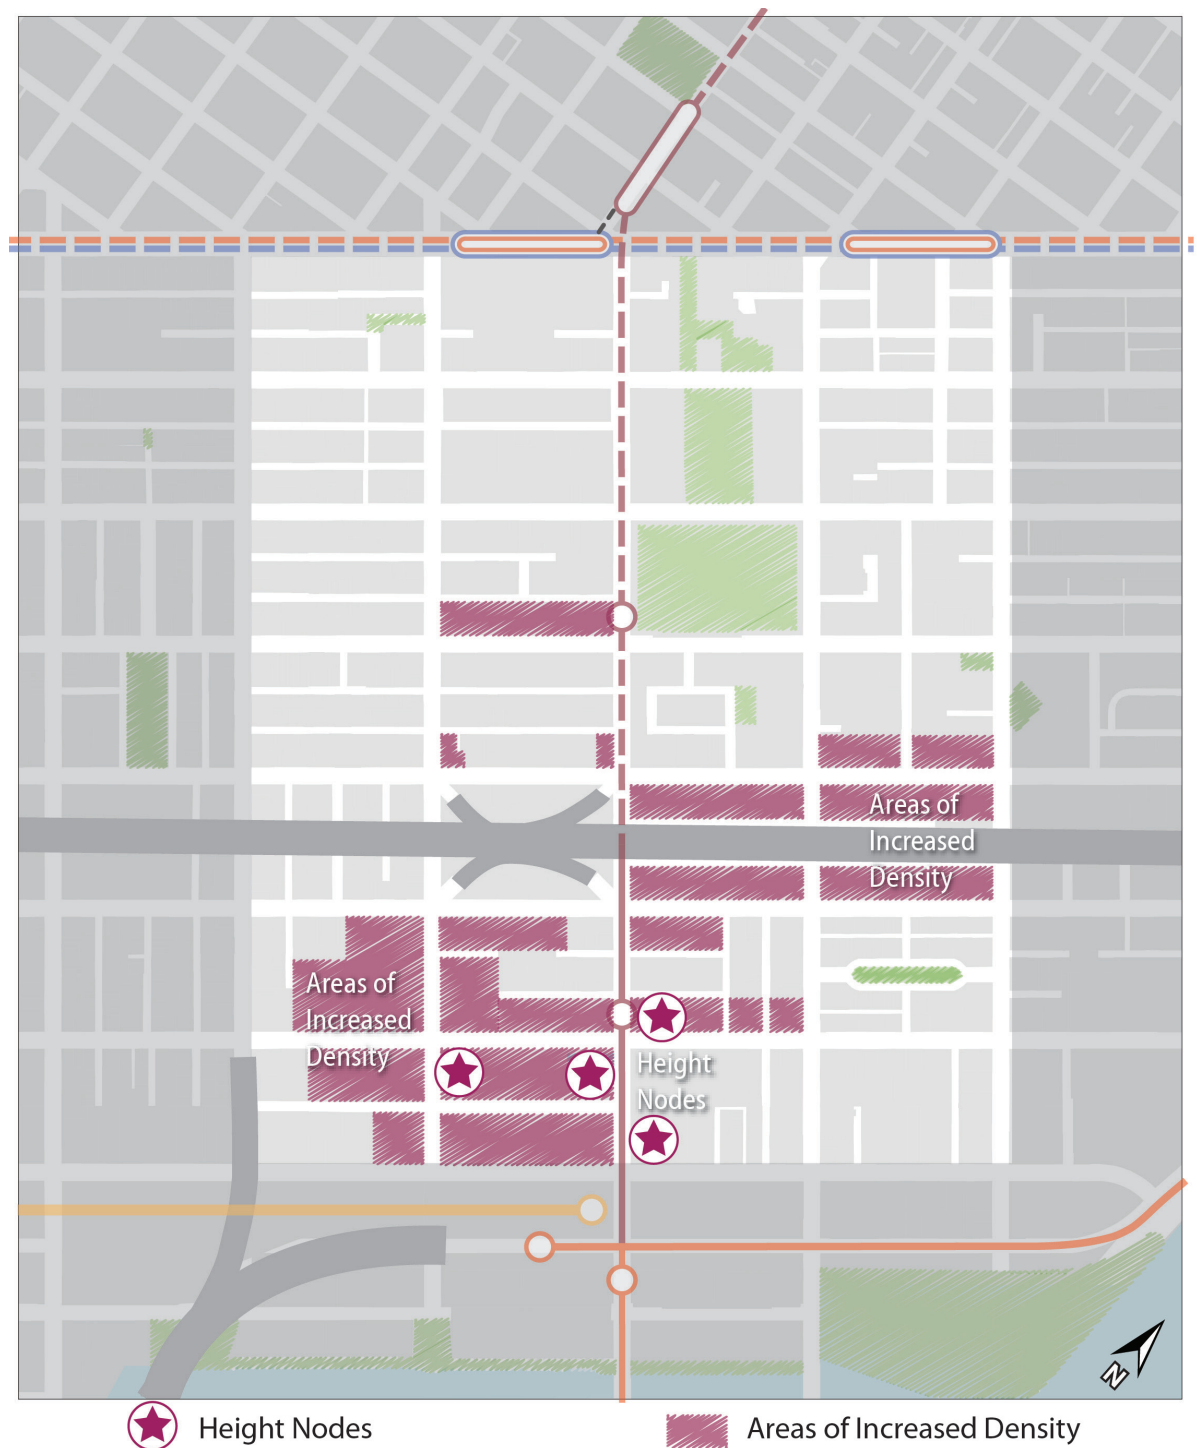 Areas of
Increased
Density
Areas of
Increased
Density
Height
Nodes
N
Height Nodes
Areas of Increased Density